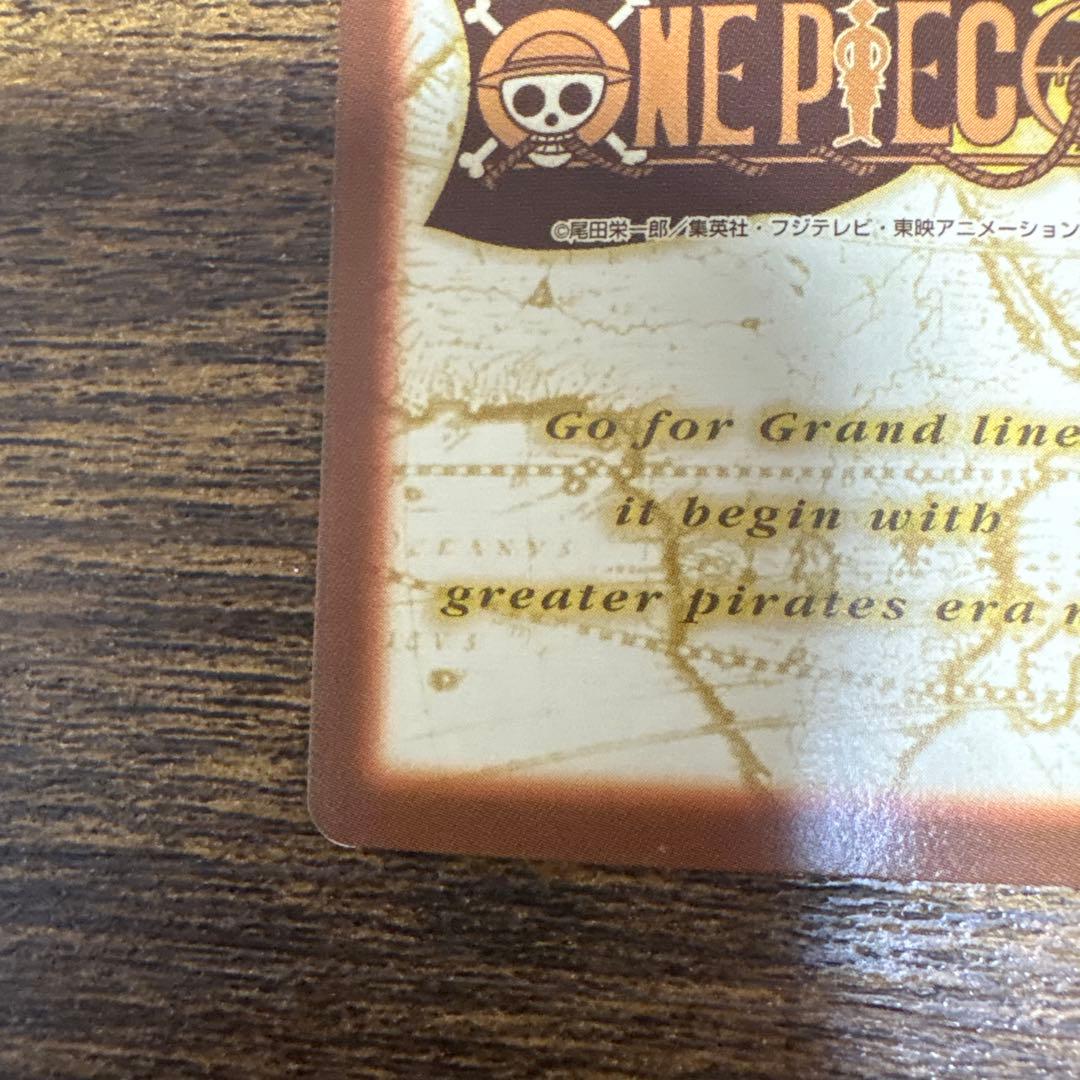 ONE PIEC
©尾田栄一郎／集英社・フジテレビ・東映アニメーション
Go for Grand line
it begin with
greater pirates era